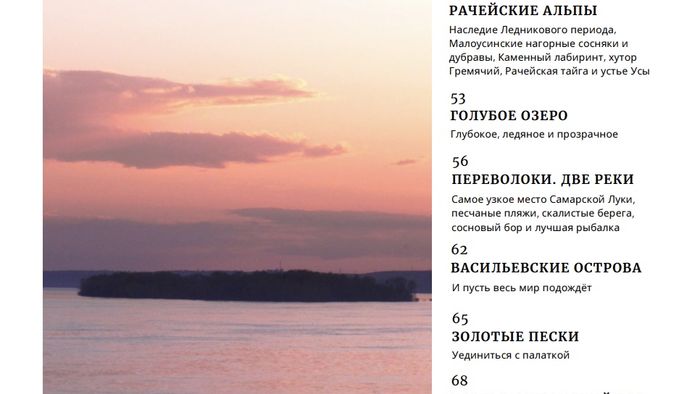 РАЧЕЙСКИЕ АЛЬПЫ
Наследие Ледникового периода,
Малоусинские нагорные сосняки и
дубравы, Каменный лабиринт, хутор
Гремячий, Рачейская тайга и устье Усы
53
ГОЛУБОЕ ОЗЕРО
Глубокое, ледяное и прозрачное
56
ПЕРЕВОЛОКИ. ДВЕ РЕКИ
Самое узкое место Самарской Луки,
песчаные пляжи, скалистые берега,
сосновый бор и лучшая рыбалка
62
ВАСИЛЬЕВСКИЕ ОСТРОВА
И пусть весь мир подождёт
65
ЗОЛОТЫЕ ПЕСКИ
Уединиться с палаткой
68